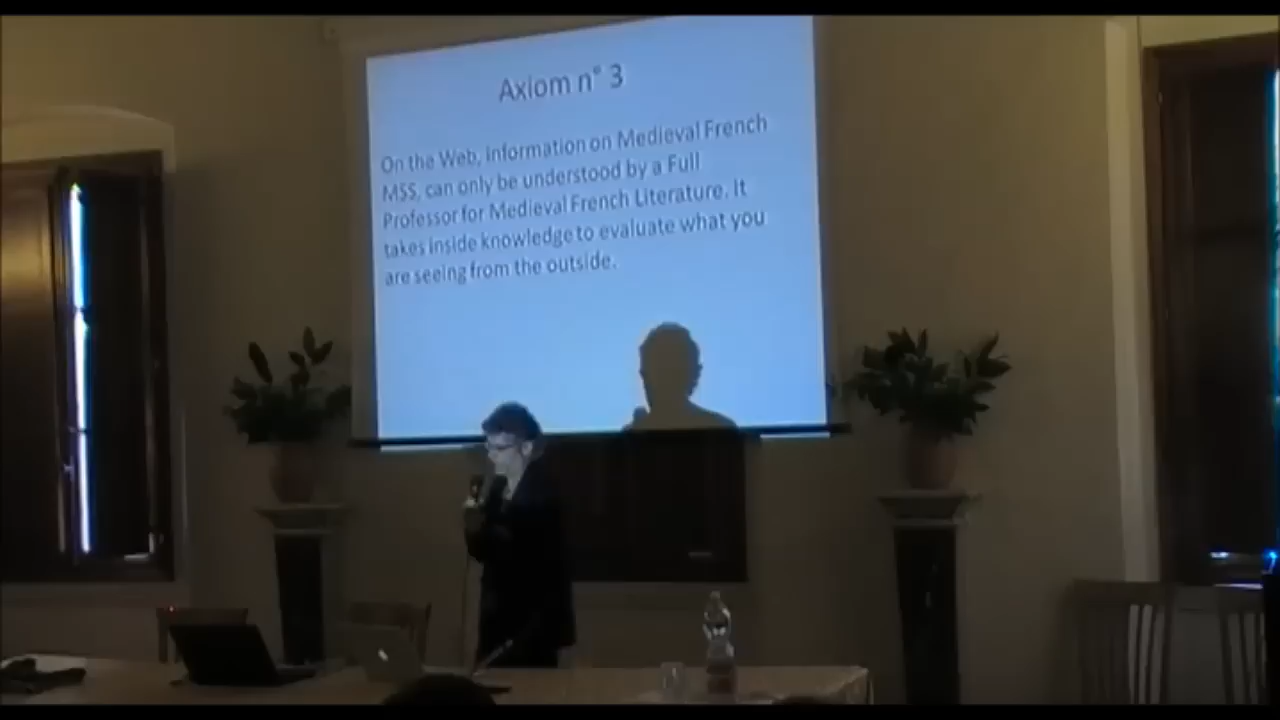 Axiom n° 3
On the Web, information on Medieval French
MSS, can only be understood by a Full
Professor for Medieval French Literature. It
takes inside knowledge to evaluate what you
are seeing from the outside.